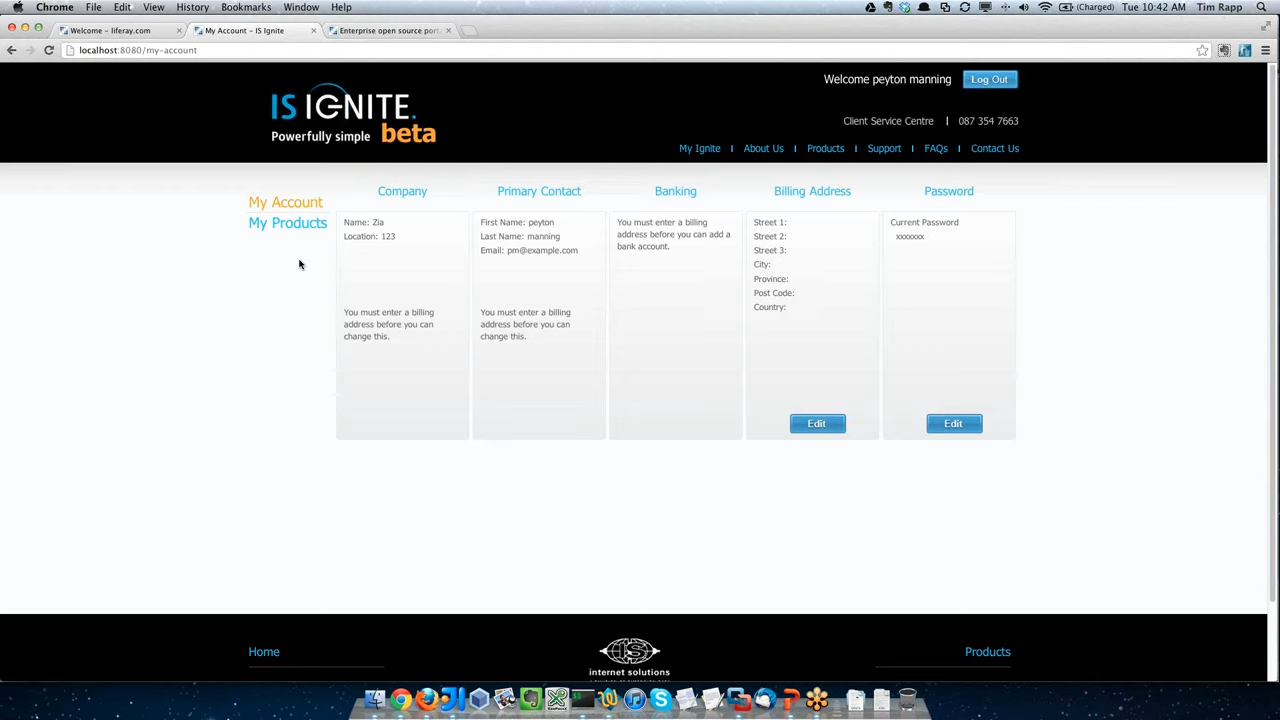 Chrome File Edit View History Bookmarks Window Help
(Charged) Tue 10:42 AM Tim Rapp
Welcome – liferay.com
My Account – IS Ignite
Enterprise open source port
localhost:8080/my-account
Welcome peyton manning Log Out
IS IGNITE.
Powerfully simple beta
Client Service Centre | 087 354 7663
My Ignite | About Us | Products | Support | FAQs | Contact Us
My Account
My Products
Company
Name: Zia
Location: 123
You must enter a billing
address before you can
change this.
Primary Contact
First Name: peyton
Last Name: manning
Email: pm@example.com
You must enter a billing
address before you can
change this.
Banking
You must enter a billing
address before you can add a
bank account.
Billing Address
Street 1:
Street 2:
Street 3:
City:
Province:
Post Code:
Country:
Edit
Password
Current Password
xxxxxxx
Edit
Home
IS
internet solutions
Products